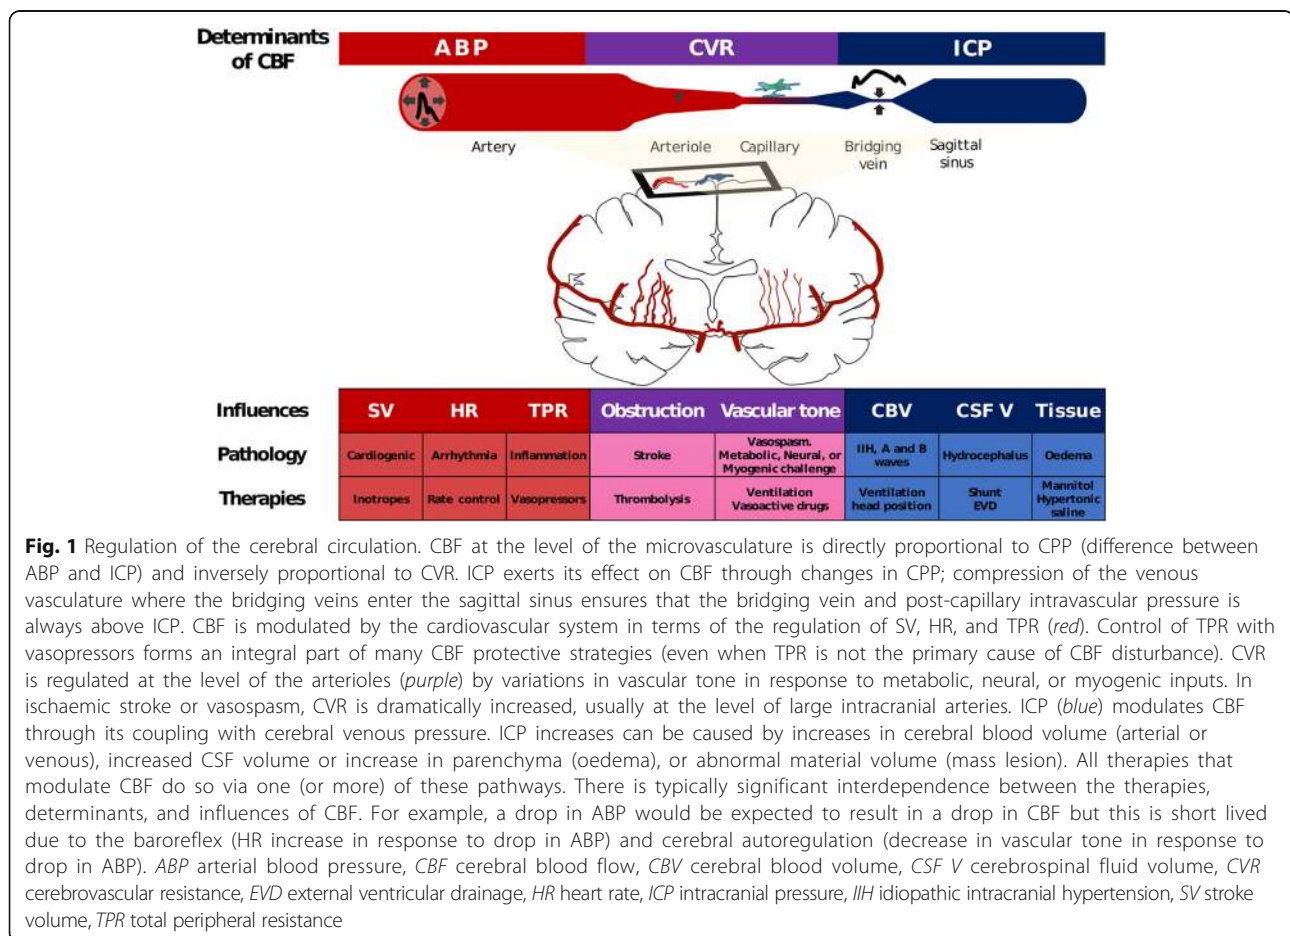 Determinants of CBF
ABP CVR ICP
Artery Arteriole Capillary Bridging vein Sagittal sinus
Influences SV HR TPR Obstruction Vascular tone CBV CSF V Tissue
Pathology Cardiogenic Arrhythmia Inflammation Stroke Vasospasm. Metabolic, Neural, or Myogenic challenge IIH, A and B waves Hydrocephalus Oedema
Therapies Inotropes Rate control Vasopressors Thrombolysis Ventilation Vasoactive drugs Ventilation head position Shunt EVD Mannitol Hypertonic saline
Fig. 1 Regulation of the cerebral circulation. CBF at the level of the microvasculature is directly proportional to CPP (difference between
ABP and ICP) and inversely proportional to CVR. ICP exerts its effect on CBF through changes in CPP; compression of the venous
vasculature where the bridging veins enter the sagittal sinus ensures that the bridging vein and post-capillary intravascular pressure is
always above ICP. CBF is modulated by the cardiovascular system in terms of the regulation of SV, HR, and TPR (red). Control of TPR with
vasopressors forms an integral part of many CBF protective strategies (even when TPR is not the primary cause of CBF disturbance). CVR
is regulated at the level of the arterioles (purple) by variations in vascular tone in response to metabolic, neural, or myogenic inputs. In
ischaemic stroke or vasospasm, CVR is dramatically increased, usually at the level of large intracranial arteries. ICP (blue) modulates CBF
through its coupling with cerebral venous pressure. ICP increases can be caused by increases in cerebral blood volume (arterial or
venous), increased CSF volume or increase in parenchyma (oedema), or abnormal material volume (mass lesion). All therapies that
modulate CBF do so via one (or more) of these pathways. There is typically significant interdependence between the therapies,
determinants, and influences of CBF. For example, a drop in ABP would be expected to result in a drop in CBF but this is short lived
due to the baroreflex (HR increase in response to drop in ABP) and cerebral autoregulation (decrease in vascular tone in response to
drop in ABP). ABP arterial blood pressure, CBF cerebral blood flow, CBV cerebral blood volume, CSF V cerebrospinal fluid volume, CVR
cerebrovascular resistance, EVD external ventricular drainage, HR heart rate, ICP intracranial pressure, IIH idiopathic intracranial hypertension, SV stroke
volume, TPR total peripheral resistance